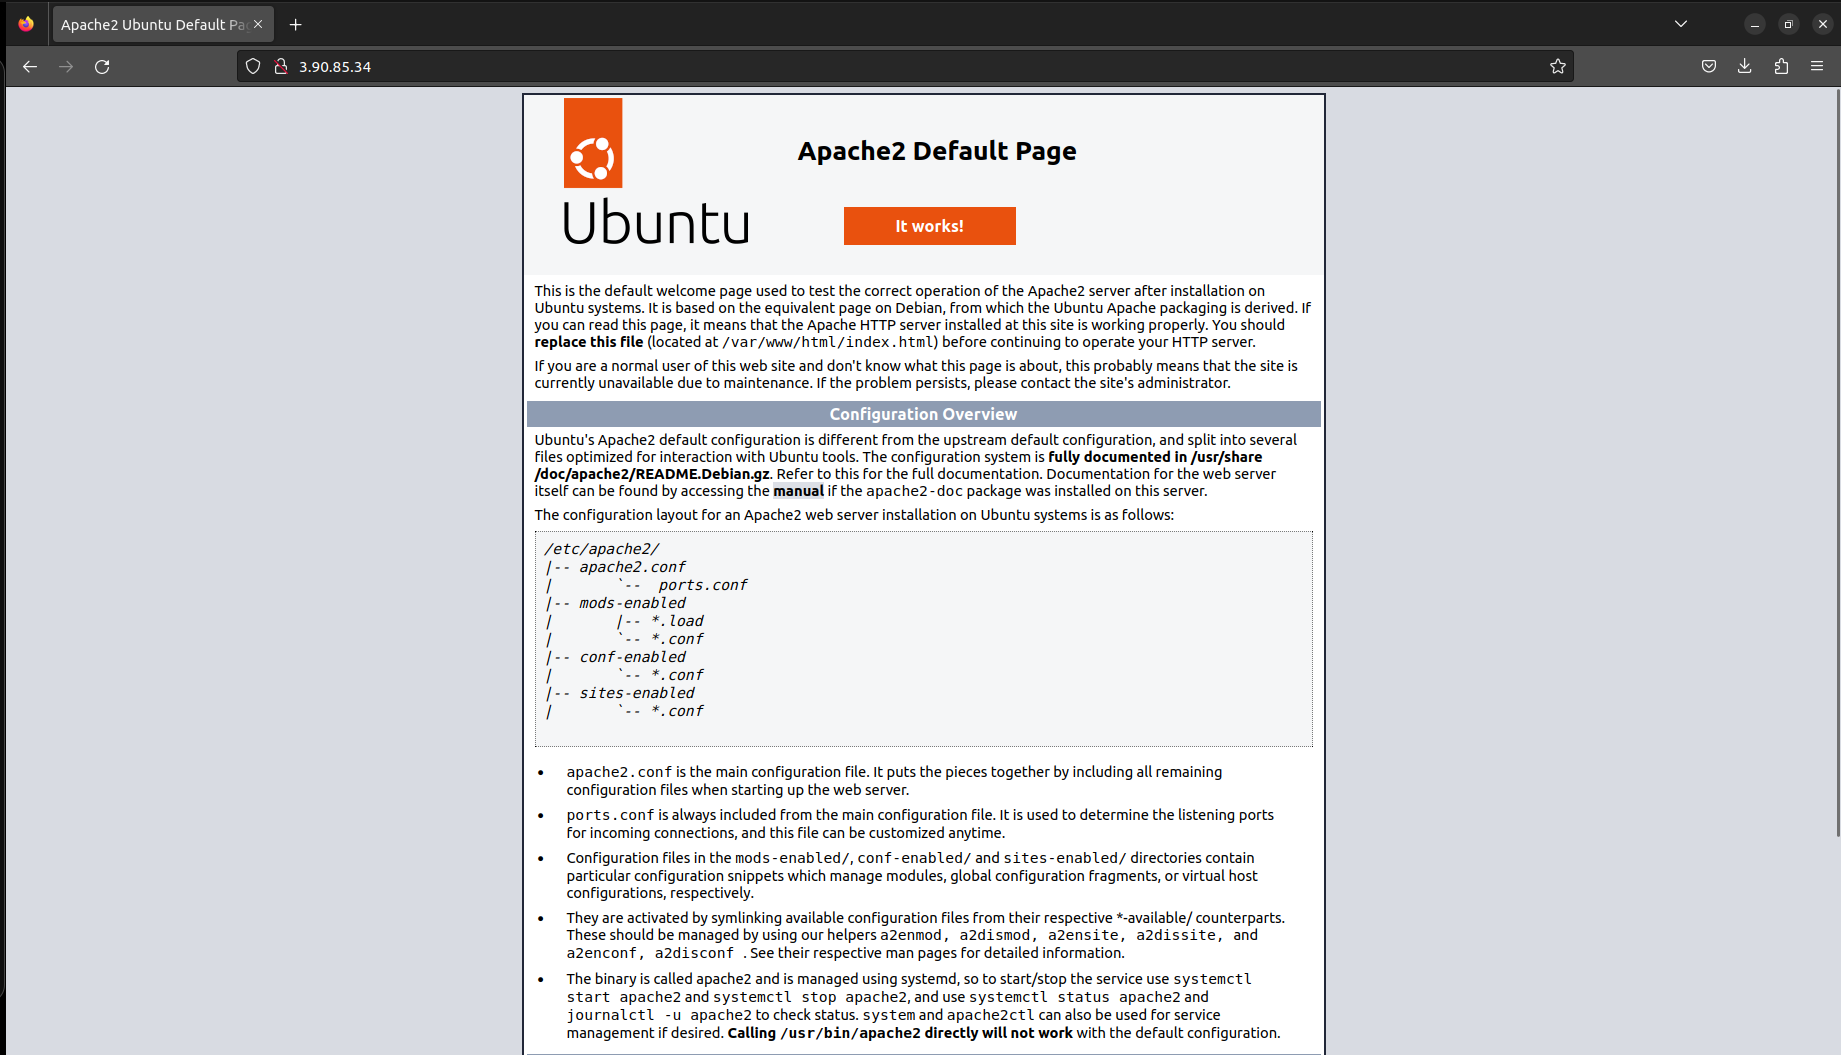 Apache2 Ubuntu Default Pa
3.90.85.34
Apache2 Default Page
Ubuntu
It works!
This is the default welcome page used to test the correct operation of the Apache2 server after installation on
Ubuntu systems. It is based on the equivalent page on Debian, from which the Ubuntu Apache packaging is derived. If
you can read this page, it means that the Apache HTTP server installed at this site is working properly. You should
replace this file (located at /var/www/html/index.html) before continuing to operate your HTTP server.
If you are a normal user of this web site and don't know what this page is about, this probably means that the site is
currently unavailable due to maintenance. If the problem persists, please contact the site's administrator.
Configuration Overview
Ubuntu's Apache2 default configuration is different from the upstream default configuration, and split into several
files optimized for interaction with Ubuntu tools. The configuration system is fully documented in /usr/share
/doc/apache2/README.Debian.gz. Refer to this for the full documentation. Documentation for the web server
itself can be found by accessing the manual if the apache2-doc package was installed on this server.
The configuration layout for an Apache2 web server installation on Ubuntu systems is as follows:
/etc/apache2/
|-- apache2.conf
|       `--  ports.conf
|-- mods-enabled
|       |-- *.load
|       `-- *.conf
|-- conf-enabled
|       `-- *.conf
|-- sites-enabled
|       `-- *.conf
• apache2.conf is the main configuration file. It puts the pieces together by including all remaining
configuration files when starting up the web server.
• ports.conf is always included from the main configuration file. It is used to determine the listening ports
for incoming connections, and this file can be customized anytime.
• Configuration files in the mods-enabled/, conf-enabled/ and sites-enabled/ directories contain
particular configuration snippets which manage modules, global configuration fragments, or virtual host
configurations, respectively.
• They are activated by symlinking available configuration files from their respective *-available/ counterparts.
These should be managed by using our helpers a2enmod, a2dismod, a2ensite, a2dissite, and
a2enconf, a2disconf . See their respective man pages for detailed information.
• The binary is called apache2 and is managed using systemd, so to start/stop the service use systemctl
start apache2 and systemctl stop apache2, and use systemctl status apache2 and
journalctl -u apache2 to check status. system and apache2ctl can also be used for service
management if desired. Calling /usr/bin/apache2 directly will not work with the default configuration.